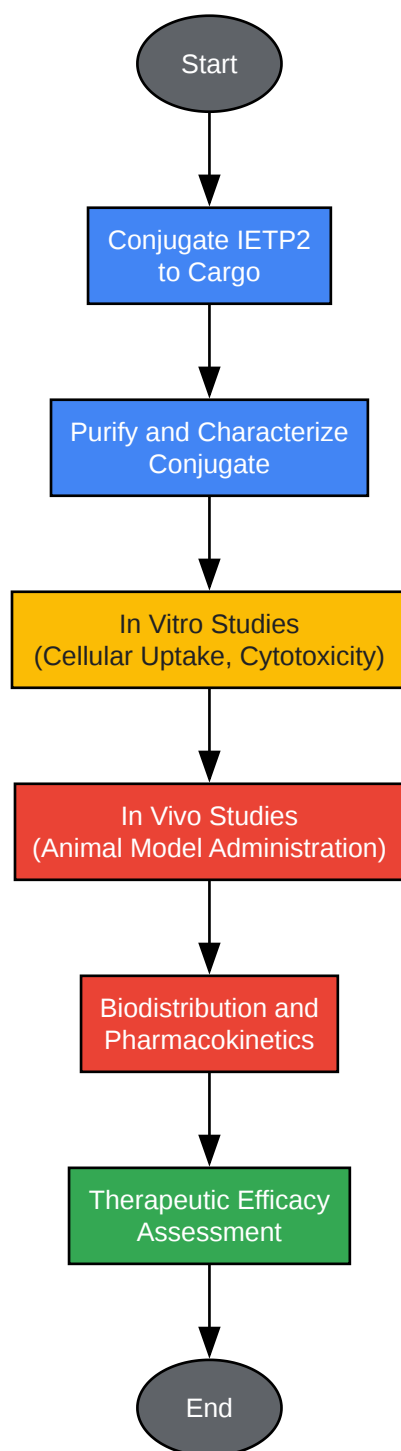 Start
Conjugate IETP2
to Cargo
Purify and Characterize
Conjugate
In Vitro Studies
(Cellular Uptake, Cytotoxicity)
In Vivo Studies
(Animal Model Administration)
Biodistribution and
Pharmacokinetics
Therapeutic Efficacy
Assessment
End